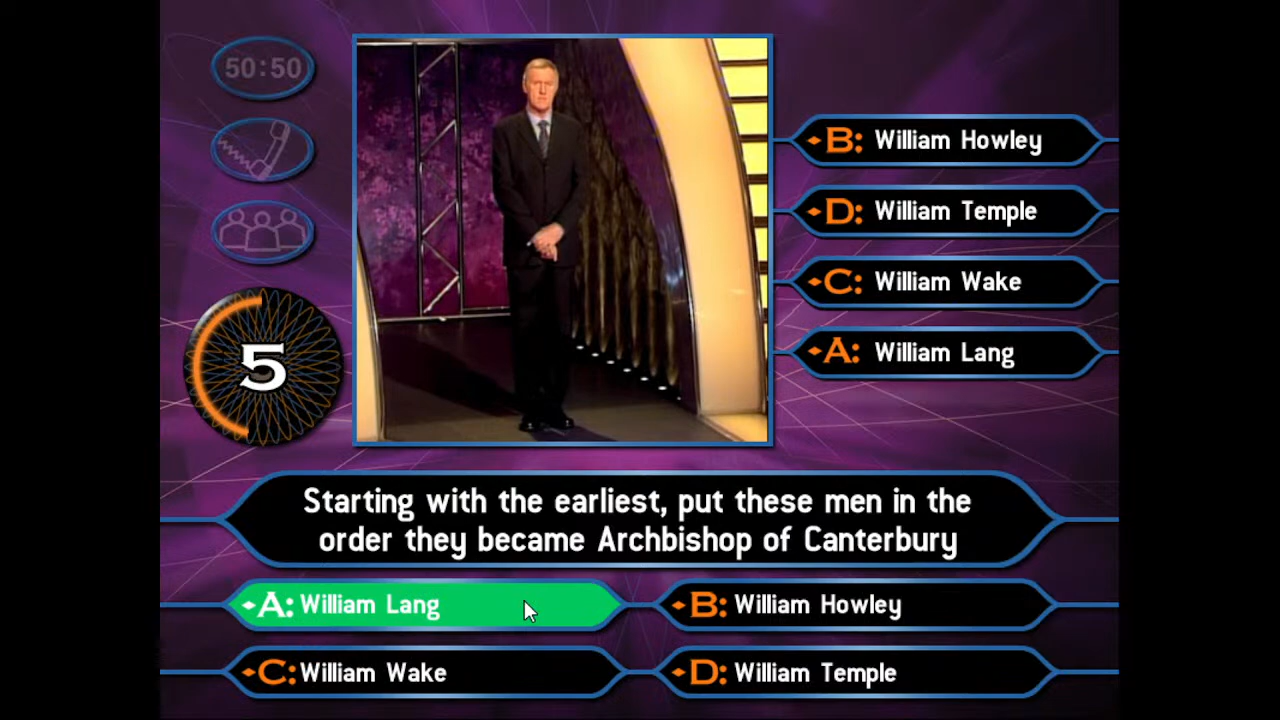 50:50
B: William Howley
D: William Temple
C: William Wake
A: William Lang
5
Starting with the earliest, put these men in the
order they became Archbishop of Canterbury
A: William Lang
B: William Howley
C: William Wake
D: William Temple